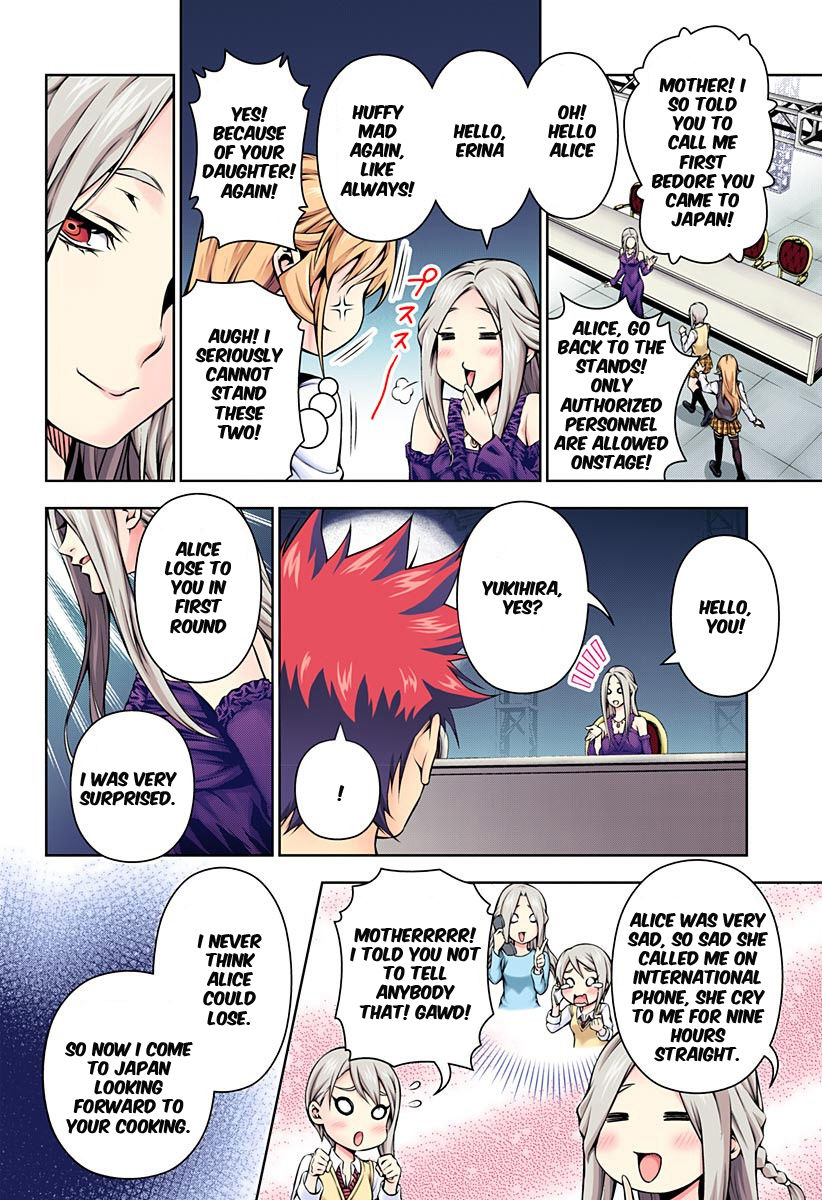 MOTHER! I
SO TOLD
YOU TO
CALL ME
FIRST
BEDORE YOU
CAME TO
JAPAN!
ALICE, GO
BACK TO THE
STANDS!
ONLY
AUTHORIZED
PERSONNEL
ARE ALLOWED
ONSTAGE!
OH!
HELLO
ALICE
HELLO,
ERINA
HUFFY
MAD
AGAIN,
LIKE
ALWAYS!
プススー
YES!
BECAUSE
OF YOUR
DAUGHTER!
AGAIN!
AUGH! I
SERIOUSLY
CANNOT
STAND
THESE
TWO!
HELLO,
YOU!
YUKIHIRA,
YES?
!
ALICE
LOSE TO
YOU IN
FIRST
ROUND
I WAS VERY
SURPRISED.
ALICE WAS VERY
SAD, SO SAD SHE
CALLED ME ON
INTERNATIONAL
PHONE, SHE CRY
TO ME FOR NINE
HOURS
STRAIGHT.
MOTHERRRRR!
I TOLD YOU NOT
TO TELL
ANYBODY
THAT! GAWD!
I NEVER
THINK
ALICE
COULD
LOSE.
SO NOW I COME
TO JAPAN
LOOKING
FORWARD TO
YOUR COOKING.